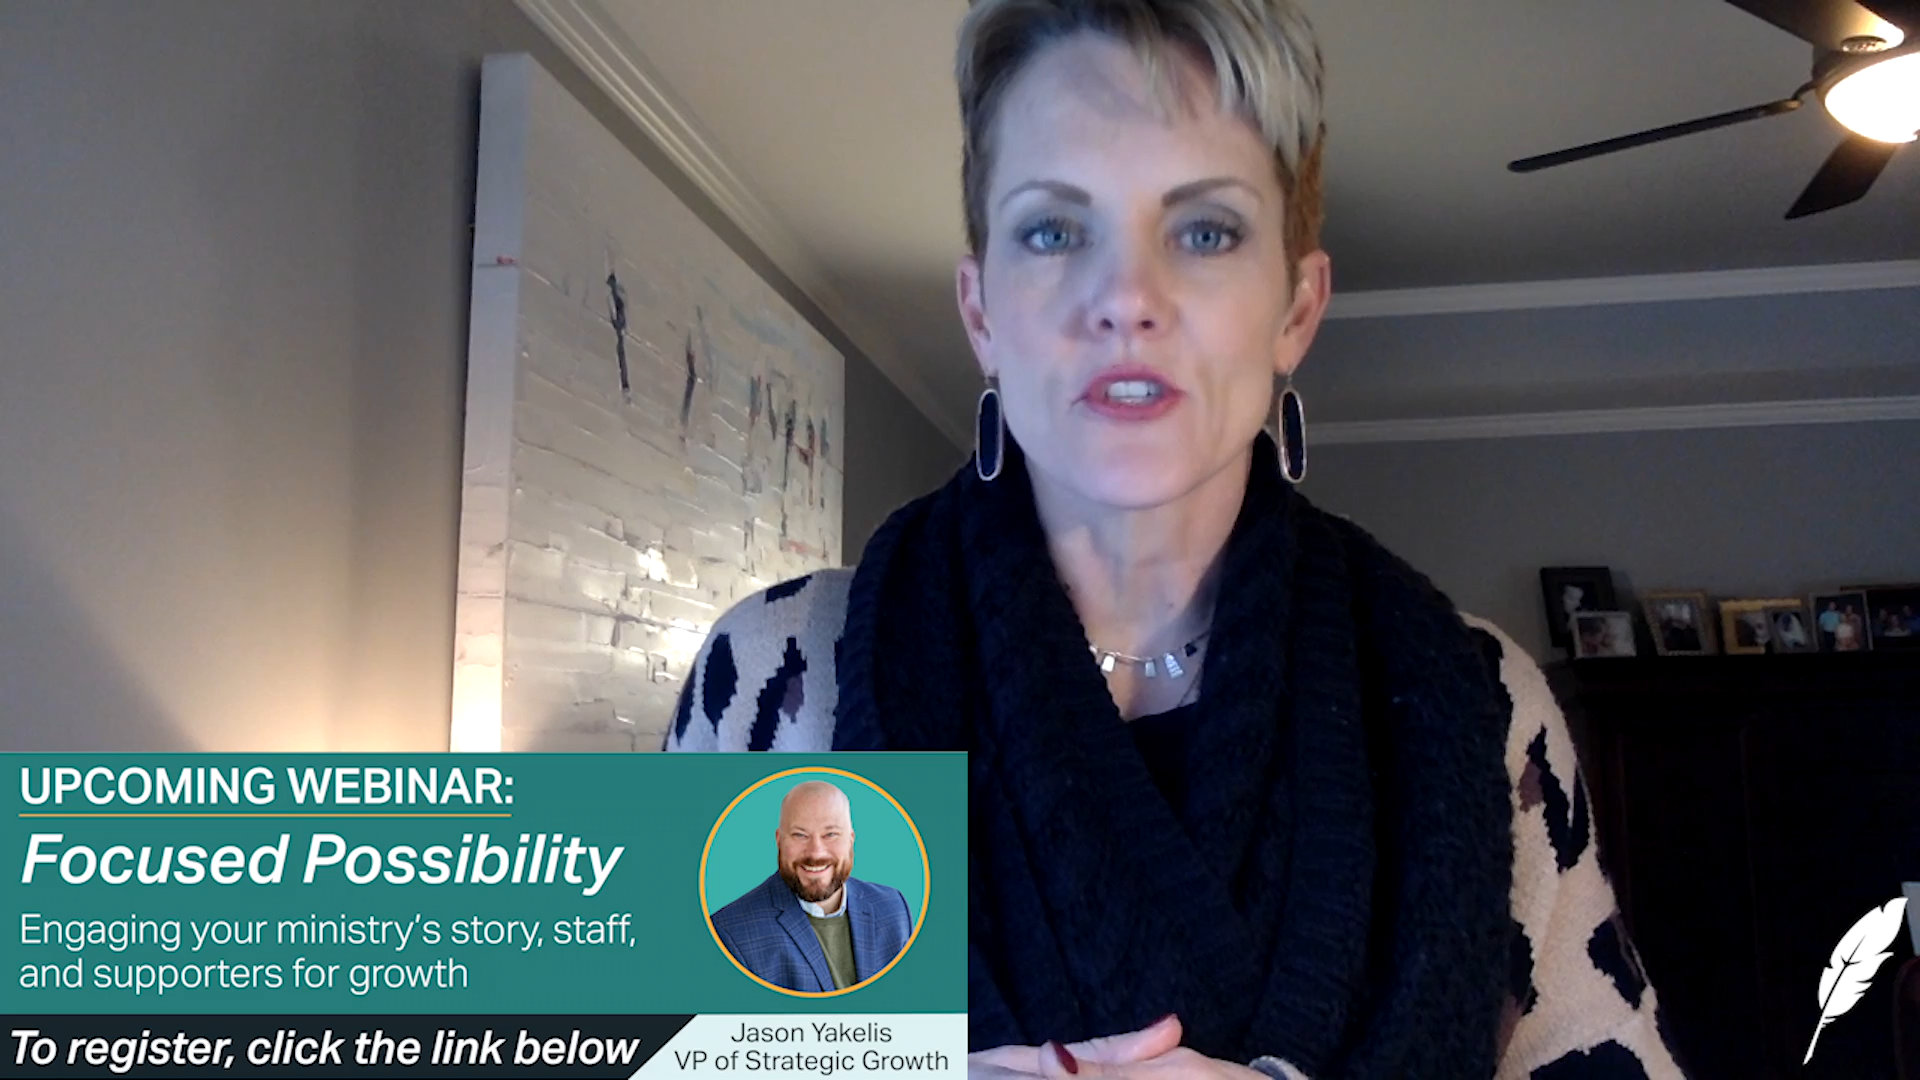 UPCOMING WEBINAR:
Focused Possibility
Engaging your ministry's story, staff,
and supporters for growth
To register, click the link below
Jason Yakelis
VP of Strategic Growth